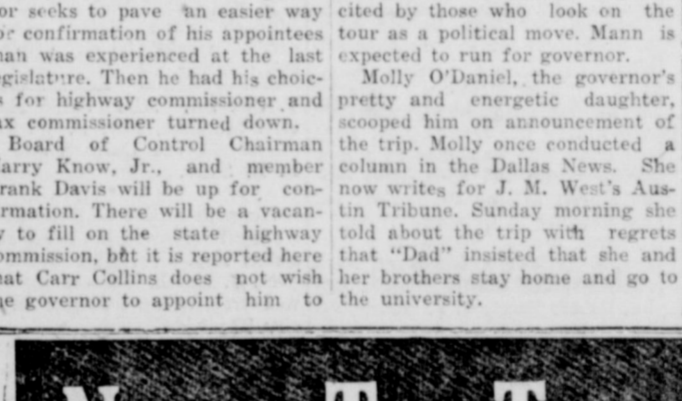 or seeks to pave an easier way
or confirmation of his appointees
han was experienced at the last
gislature. Then he had his choic-
s for highway commissioner and
ax commissioner turned down.
Board of Control Chairman
arry Know, Jr., and member
rank Davis will be up for con-
rmation. There will be a vacan-
y to fill on the state highway
ommission, but it is reported here
hat Carr Collins does not wish
he governor to appoint him to
cited by those who look on the
tour as a political move. Mann is
expected to run for governor.
Molly O'Daniel, the governor's
pretty and energetic daughter,
scooped him on announcement of
the trip. Molly once conducted a
column in the Dallas News. She
now writes for J. M. West's Aus-
tin Tribune. Sunday morning she
told about the trip with regrets
that "Dad" insisted that she and
her brothers stay home and go to
the university.